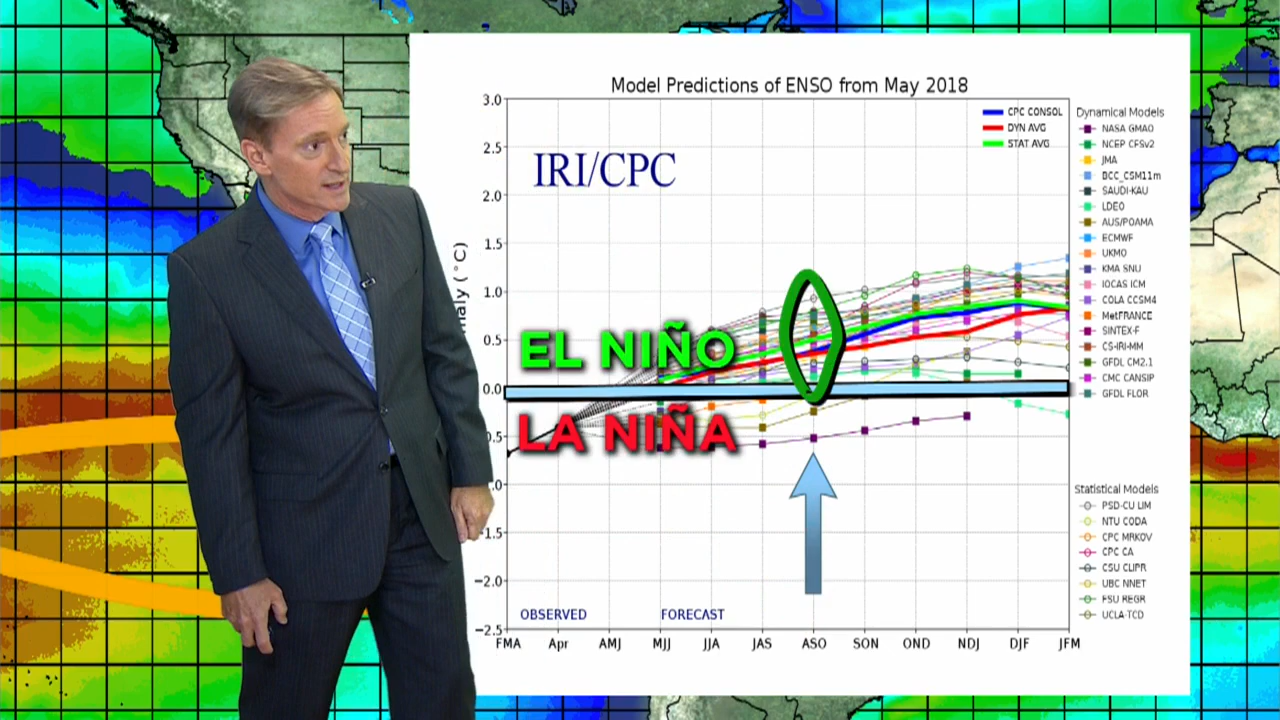 Model Predictions of ENSO from May 2018
3.0
2.5
2.0
1.5
1.0
0.5
0.0
0.5
.0
-1.5
-2.0
-2.5
maly (°C)
IRI/CPC
CPC CONSOL
DYN AVG
STAT AVG
EL NIÑO
LA NIÑA
OBSERVED FORECAST
FMA Apr AMJ MJJ JJA JAS ASO SON OND NDJ DJF JFM
Dynamical Models
NASA GMAO
NCEP CFSv2
JMA
BCC_CSM11m
SAUDI-KAU
LDEO
AUS/POAMA
ECMWF
UKMO
KMA SNU
IOCAS ICM
COLA CCSM4
MetFRANCE
SINTEX-F
CS-IRI-MM
GFDL CM2.1
CMC CANSIP
GFDL FLOR
Statistical Models
PSD-CU LIM
NTU CODA
CPC MRKOV
CPC CA
CSU CLIPR
UBC NNET
FSU REGR
UCLA-TCD